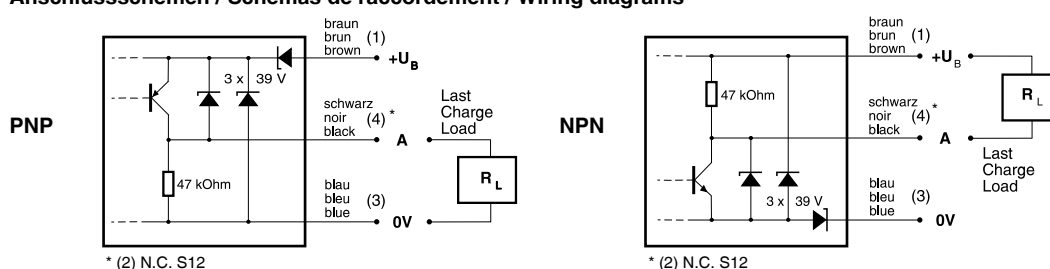 Anschlussschemen / Schémas de raccordement / Wiring diagrams
PNP
3 x 39 V
47 kOhm
braun
brun
brown (1)
+UB
schwarz
noir (4) *
black
A
Last
Charge
Load
RL
blau
bleu (3)
blue
0V
* (2) N.C. S12
NPN
47 kOhm
3 x 39 V
braun
brun (1)
brown
+UB
RL
schwarz
noir (4) *
black
A
Last
Charge
Load
blau
bleu (3)
blue
0V
* (2) N.C. S12